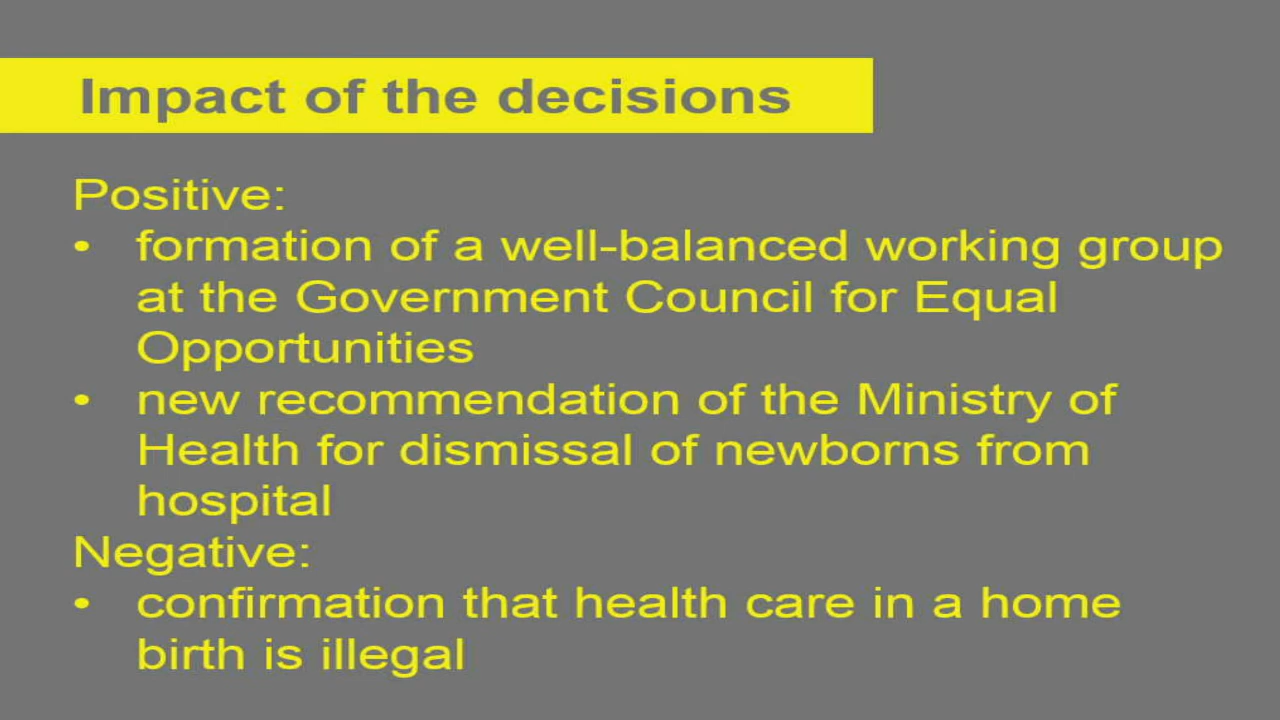 Impact of the decisions
Positive:
• formation of a well-balanced working group
at the Government Council for Equal
Opportunities
• new recommendation of the Ministry of
Health for dismissal of newborns from
hospital
Negative:
• confirmation that health care in a home
birth is illegal